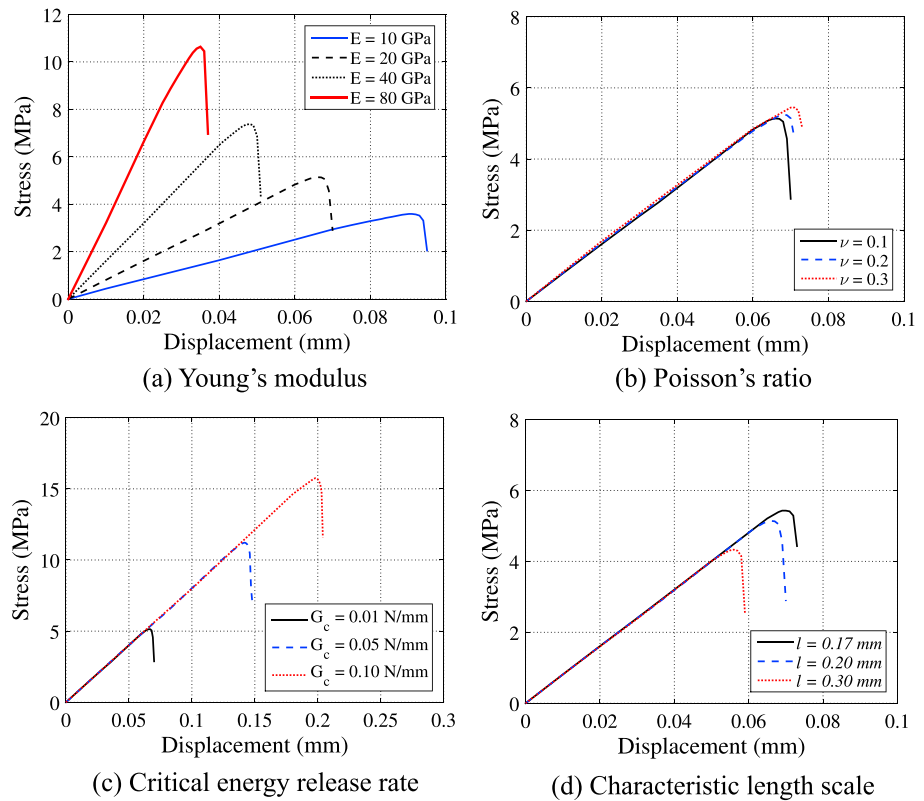 12
10
8
6
4
2
0
Stress (MPa)
E = 10 GPa
E = 20 GPa
E = 40 GPa
E = 80 GPa
0 0.02 0.04 0.06 0.08 0.1
Displacement (mm)
(a) Young’s modulus
8
6
4
2
0
Stress (MPa)
ν = 0.1
ν = 0.2
ν = 0.3
0 0.02 0.04 0.06 0.08 0.1
Displacement (mm)
(b) Poisson’s ratio
20
15
10
5
0
Stress (MPa)
G_c = 0.01 N/mm
G_c = 0.05 N/mm
G_c = 0.10 N/mm
0 0.05 0.1 0.15 0.2 0.25 0.3
Displacement (mm)
(c) Critical energy release rate
8
6
4
2
0
Stress (MPa)
l = 0.17 mm
l = 0.20 mm
l = 0.30 mm
0 0.02 0.04 0.06 0.08 0.1
Displacement (mm)
(d) Characteristic length scale